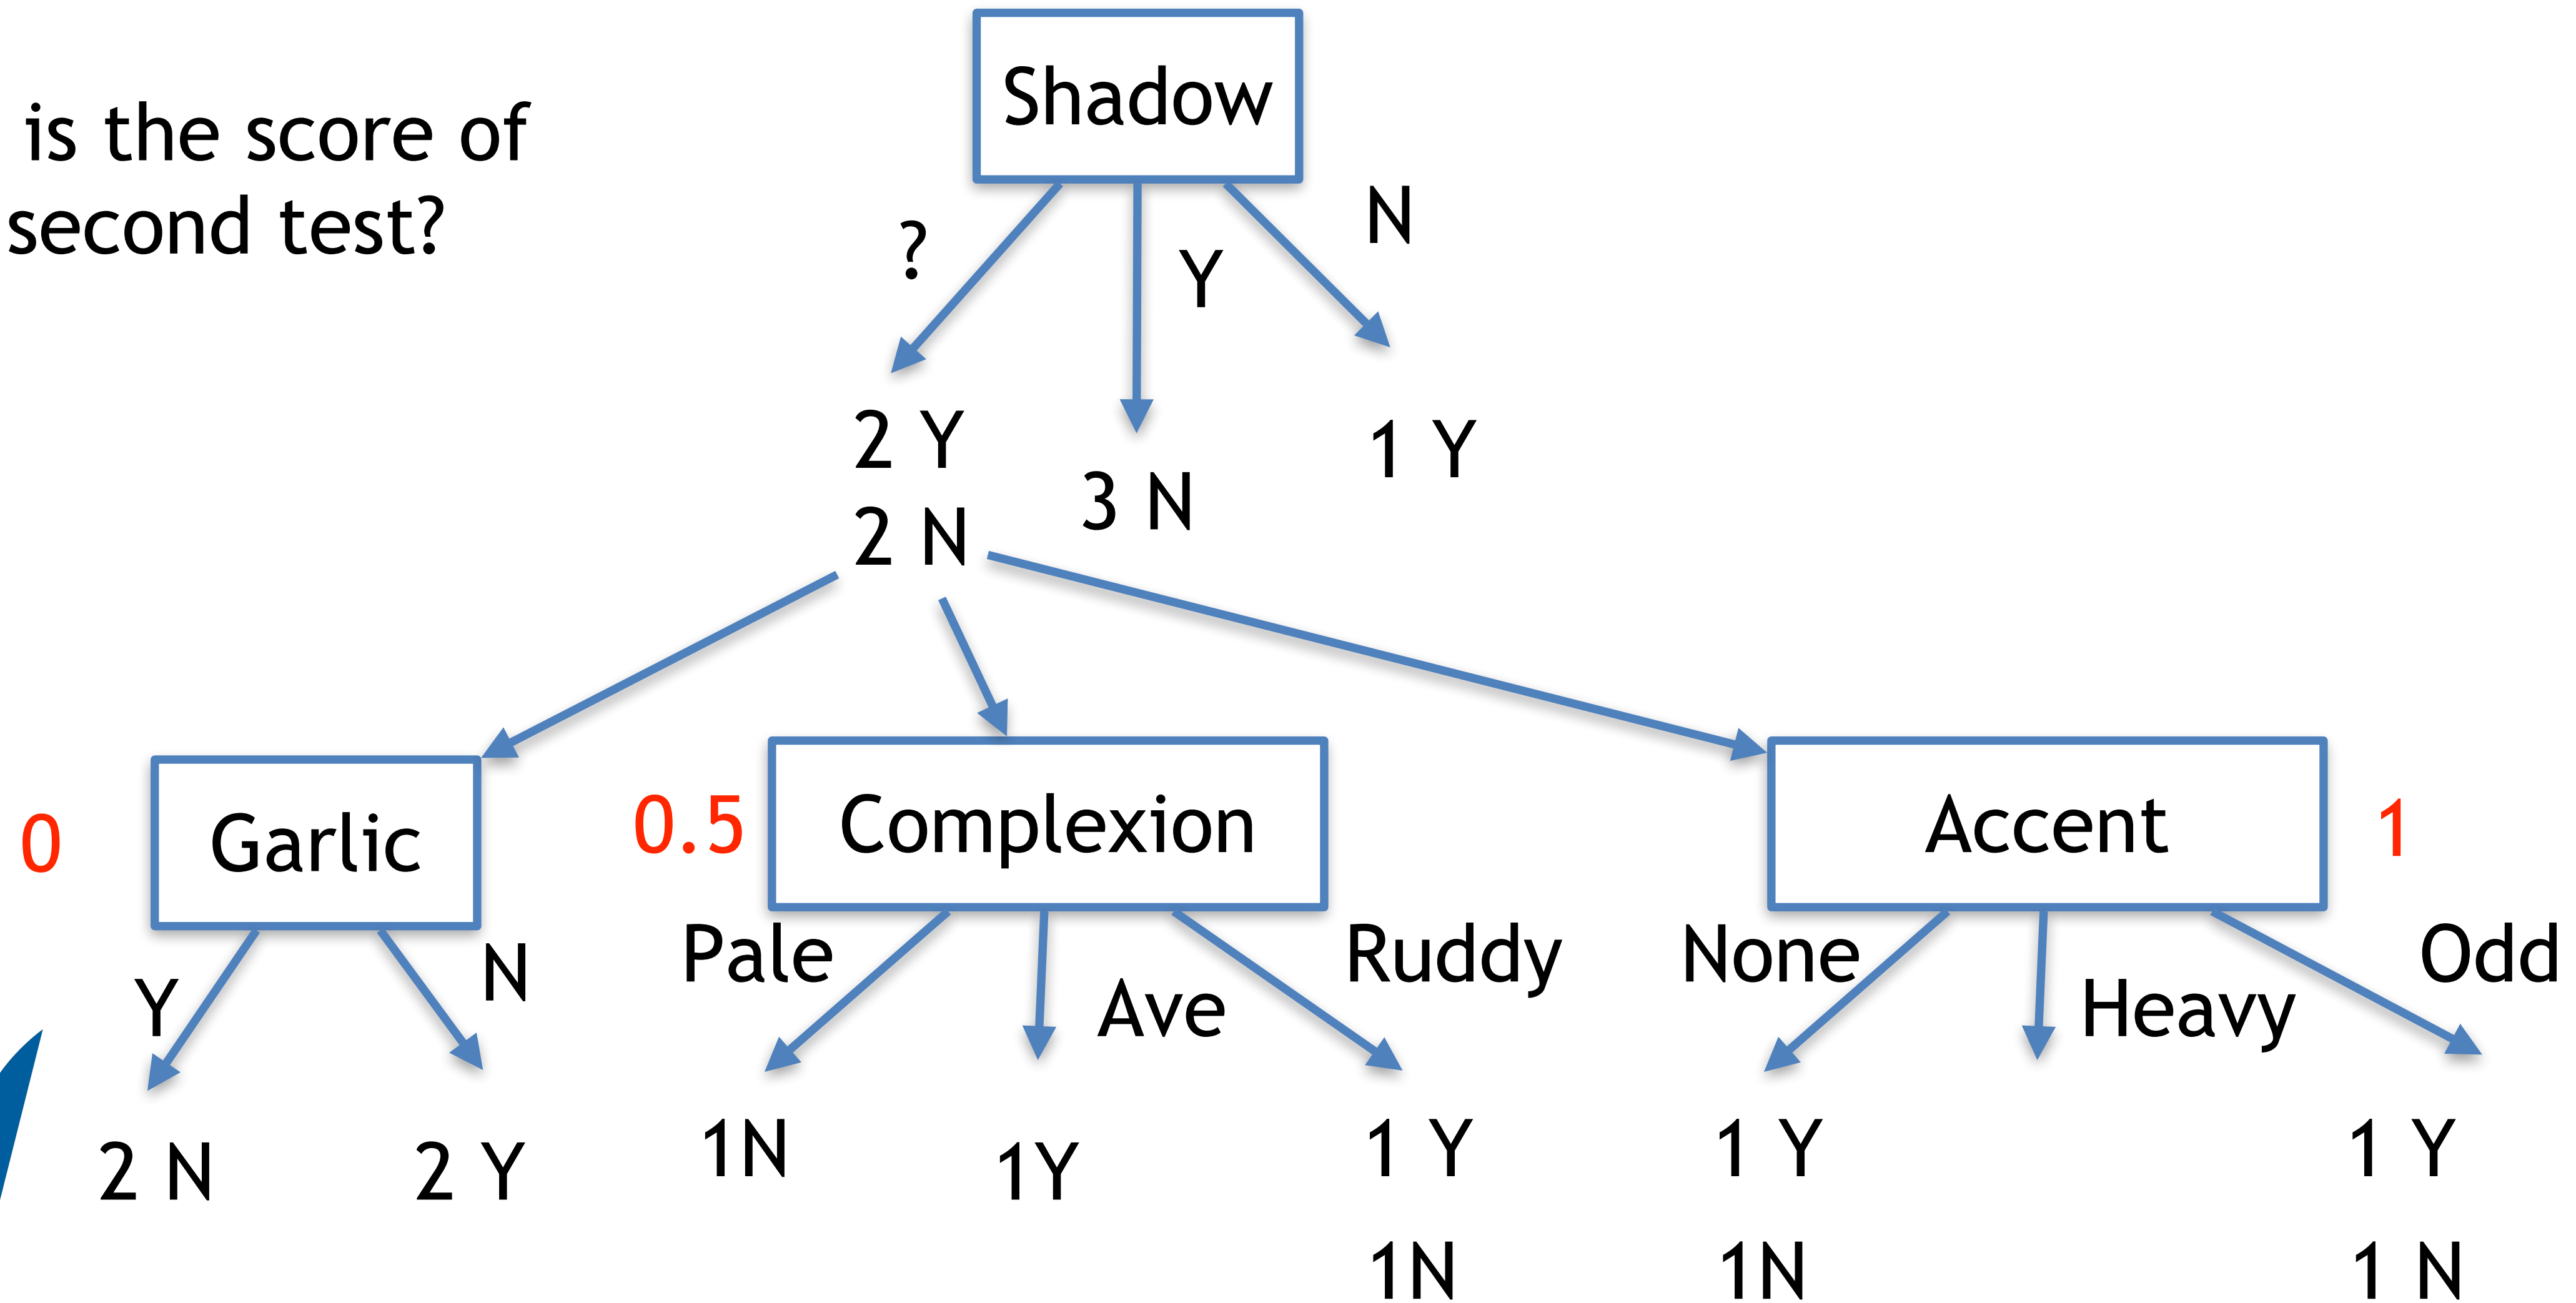 is the score of
second test?
Shadow
?
Y
N
2 Y
2 N
3 N
1 Y
0
Garlic
0.5
Complexion
Accent
1
Y
N
Pale
Ave
Ruddy
None
Heavy
Odd
2 N
2 Y
1N
1Y
1 Y
1N
1 Y
1N
1 Y
1 N